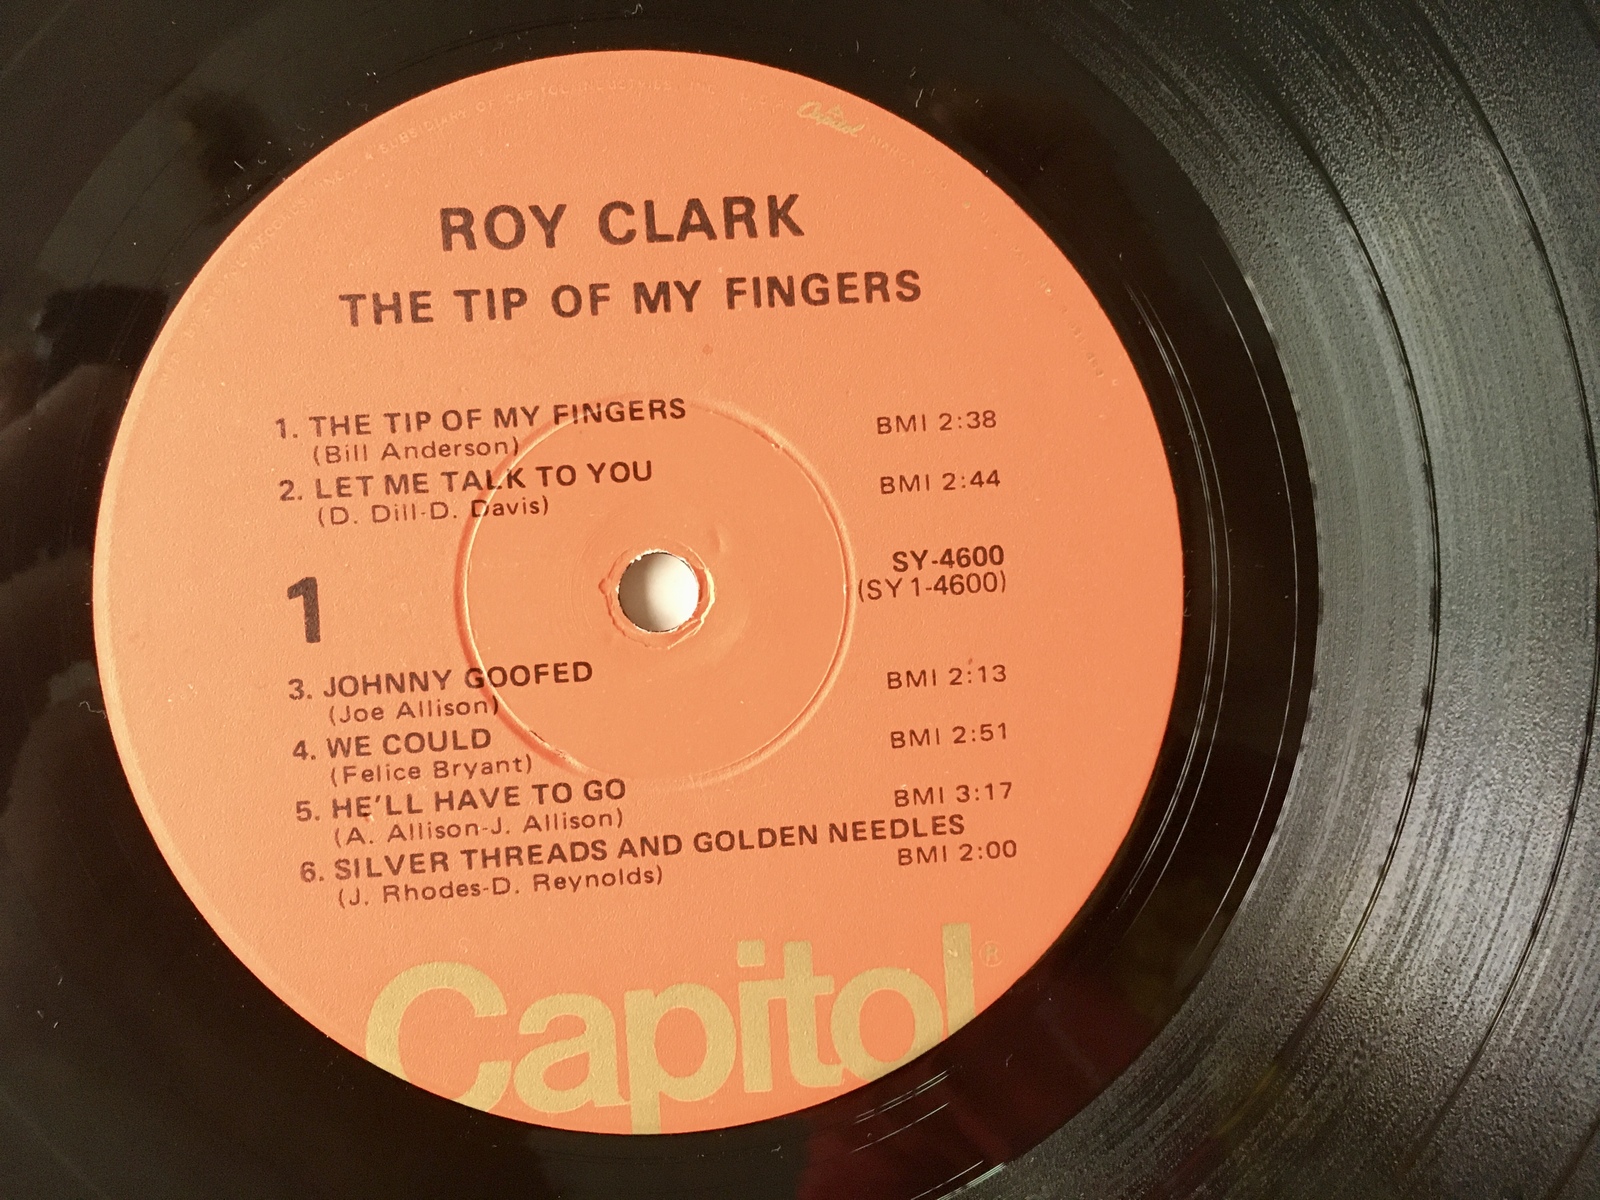 Capitol
ROY CLARK
THE TIP OF MY FINGERS
1. THE TIP OF MY FINGERS BMI 2:38
(Bill Anderson)
2. LET ME TALK TO YOU BMI 2:44
(D. Dill-D. Davis)
SY-4600
(SY1-4600)
1
3. JOHNNY GOOFED BMI 2:13
(Joe Allison)
4. WE COULD BMI 2:51
(Felice Bryant)
5. HE'LL HAVE TO GO BMI 3:17
(A. Allison-J. Allison)
6. SILVER THREADS AND GOLDEN NEEDLES
(J. Rhodes-D. Reynolds) BMI 2:00
Capitol®